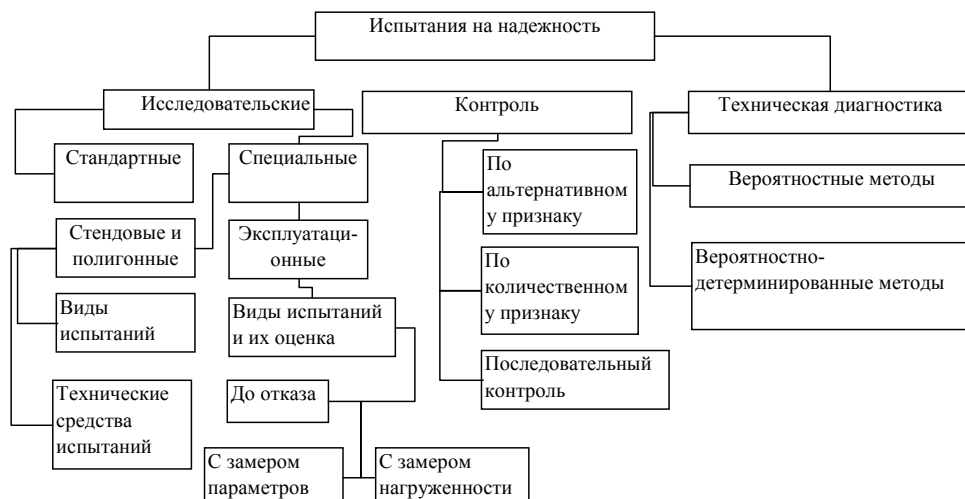 Испытания на надежность
Исследовательские
Контроль
Техническая диагностика
Стандартные
Специальные
По
альтернативном
у признаку
Вероятностные методы
Стендовые и
полигонные
Эксплуатаци-
онные
По
количественном
у признаку
Вероятностно-
детерминированные методы
Виды
испытаний
Виды испытаний
и их оценка
Последовательный
контроль
Технические
средства
испытаний
До отказа
С замером
параметров
С замером
нагруженности